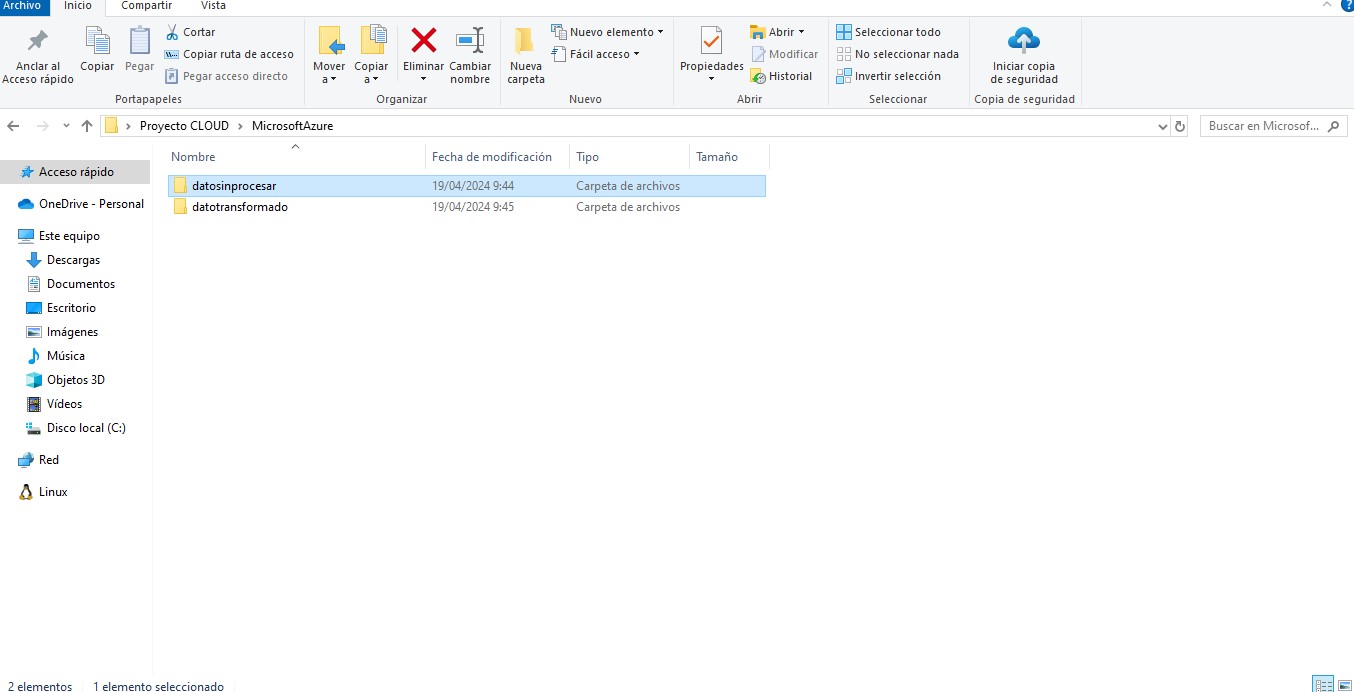 Archivo Inicio Compartir Vista
Anclar al
Acceso rápido
Copiar
Pegar
Cortar
Copiar ruta de acceso
Pegar acceso directo
Portapapeles
Mover
a
Copiar
a
Eliminar
Cambiar
nombre
Organizar
Nueva
carpeta
Nuevo elemento
Fácil acceso
Nuevo
Propiedades
Abrir
Modificar
Historial
Abrir
Seleccionar todo
No seleccionar nada
Invertir selección
Seleccionar
Iniciar copia
de seguridad
Copia de seguridad
Proyecto CLOUD › MicrosoftAzure
Buscar en Microsof...
Nombre Fecha de modificación Tipo Tamaño
datosinprocesar 19/04/2024 9:44 Carpeta de archivos
datotransformado 19/04/2024 9:45 Carpeta de archivos
Acceso rápido
OneDrive - Personal
Este equipo
Descargas
Documentos
Escritorio
Imágenes
Música
Objetos 3D
Vídeos
Disco local (C:)
Red
Linux
2 elementos 1 elemento seleccionado